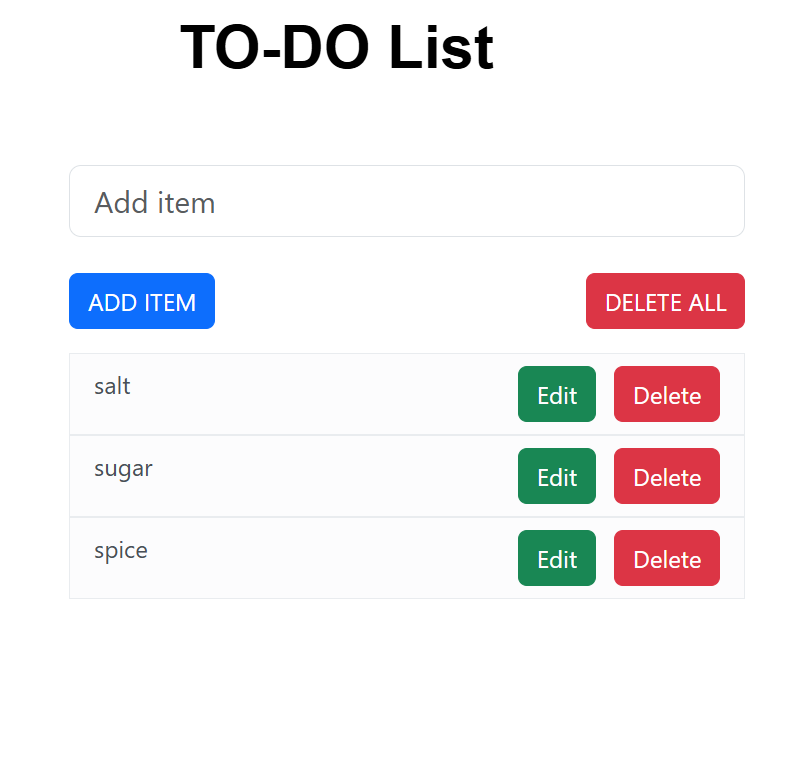 TO-DO List
Add item
ADD ITEM DELETE ALL
salt Edit Delete
sugar Edit Delete
spice Edit Delete